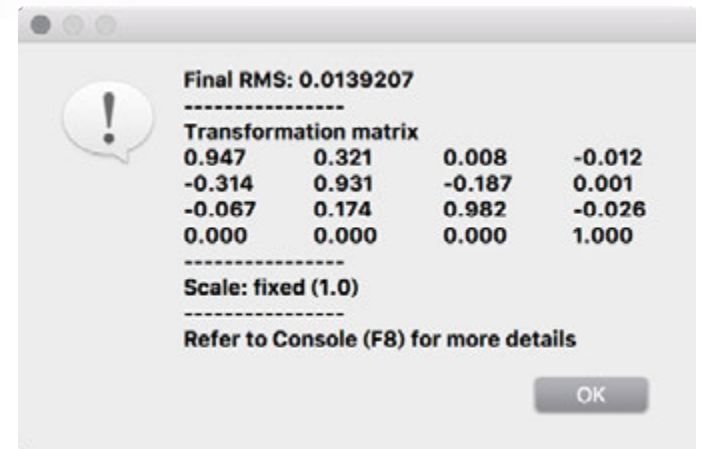 Final RMS: 0.0139207
----------------
Transformation matrix
0.947 0.321 0.008 -0.012
-0.314 0.931 -0.187 0.001
-0.067 0.174 0.982 -0.026
0.000 0.000 0.000 1.000
----------------
Scale: fixed (1.0)
----------------
Refer to Console (F8) for more details
OK